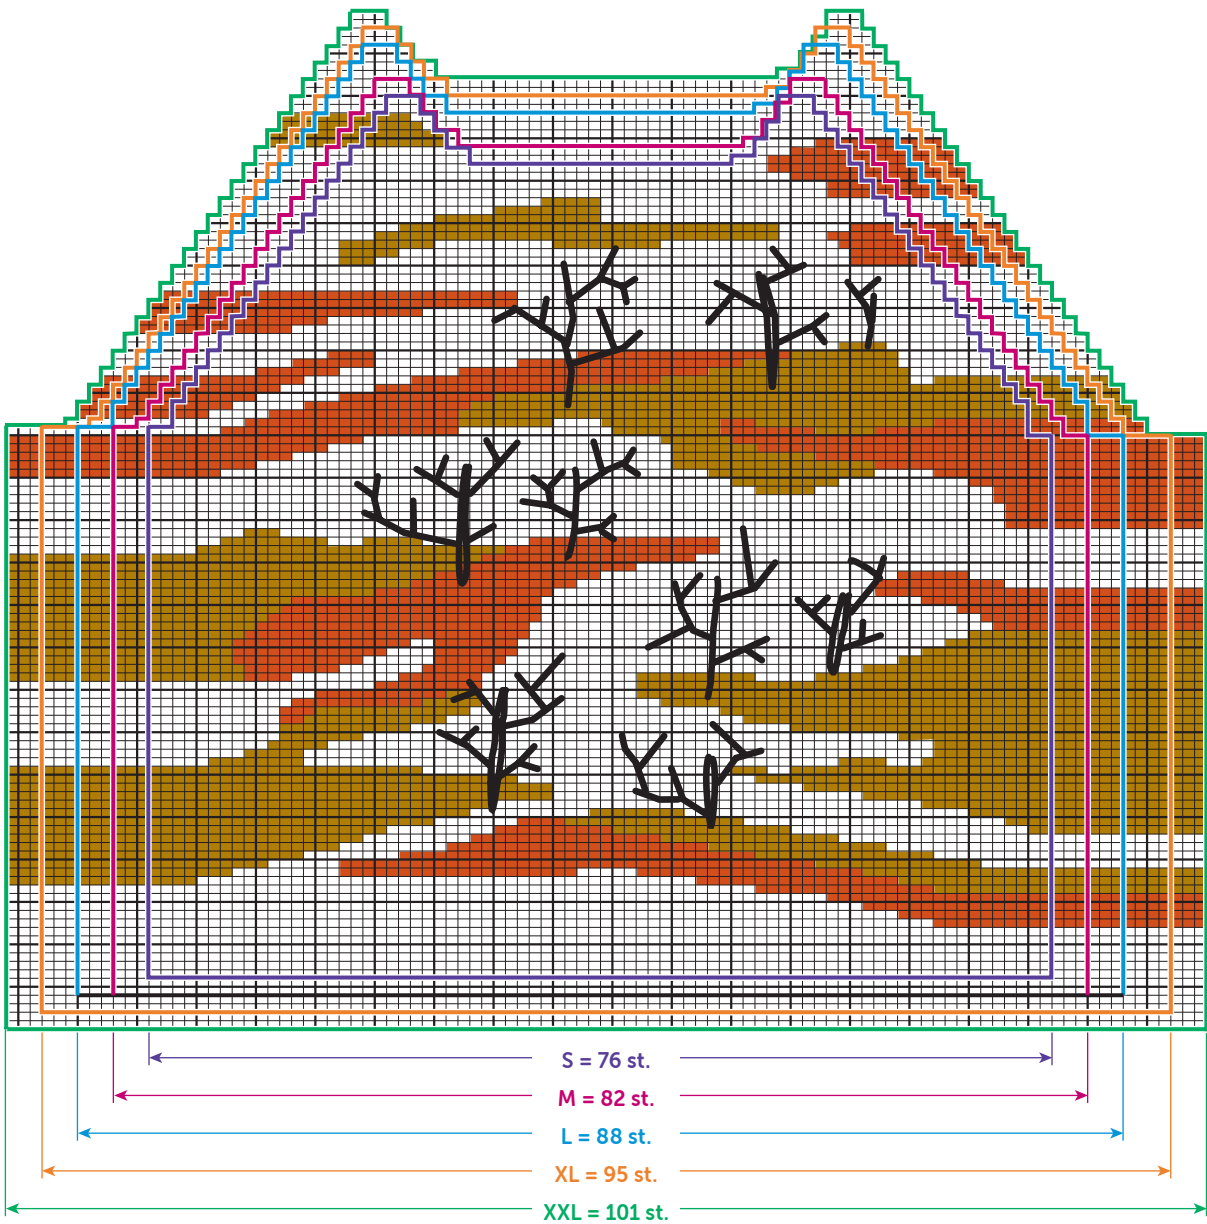 S = 76 st.
M = 82 st.
L = 88 st.
XL = 95 st.
XXL = 101 st.